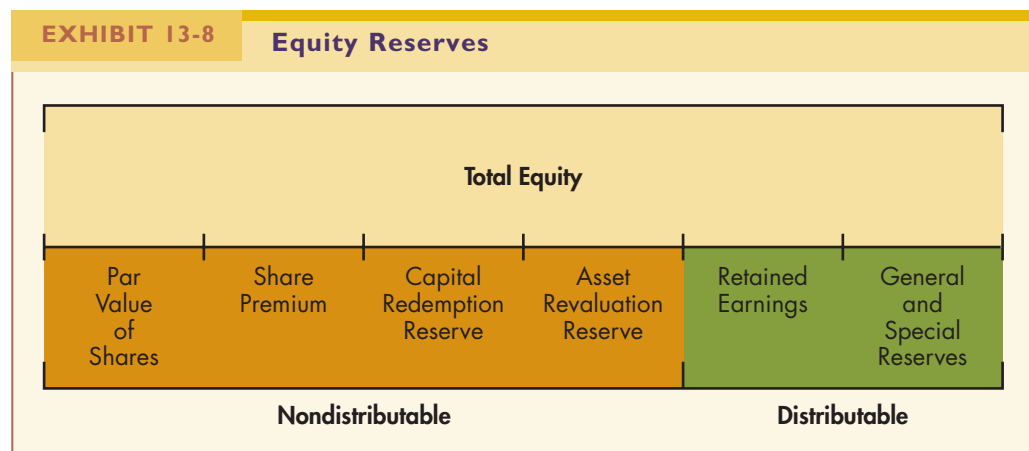 EXHIBIT 13-8
Equity Reserves
Total Equity
Par
Value
of
Shares
Share
Premium
Capital
Redemption
Reserve
Asset
Revaluation
Reserve
Retained
Earnings
General
and
Special
Reserves
Nondistributable
Distributable